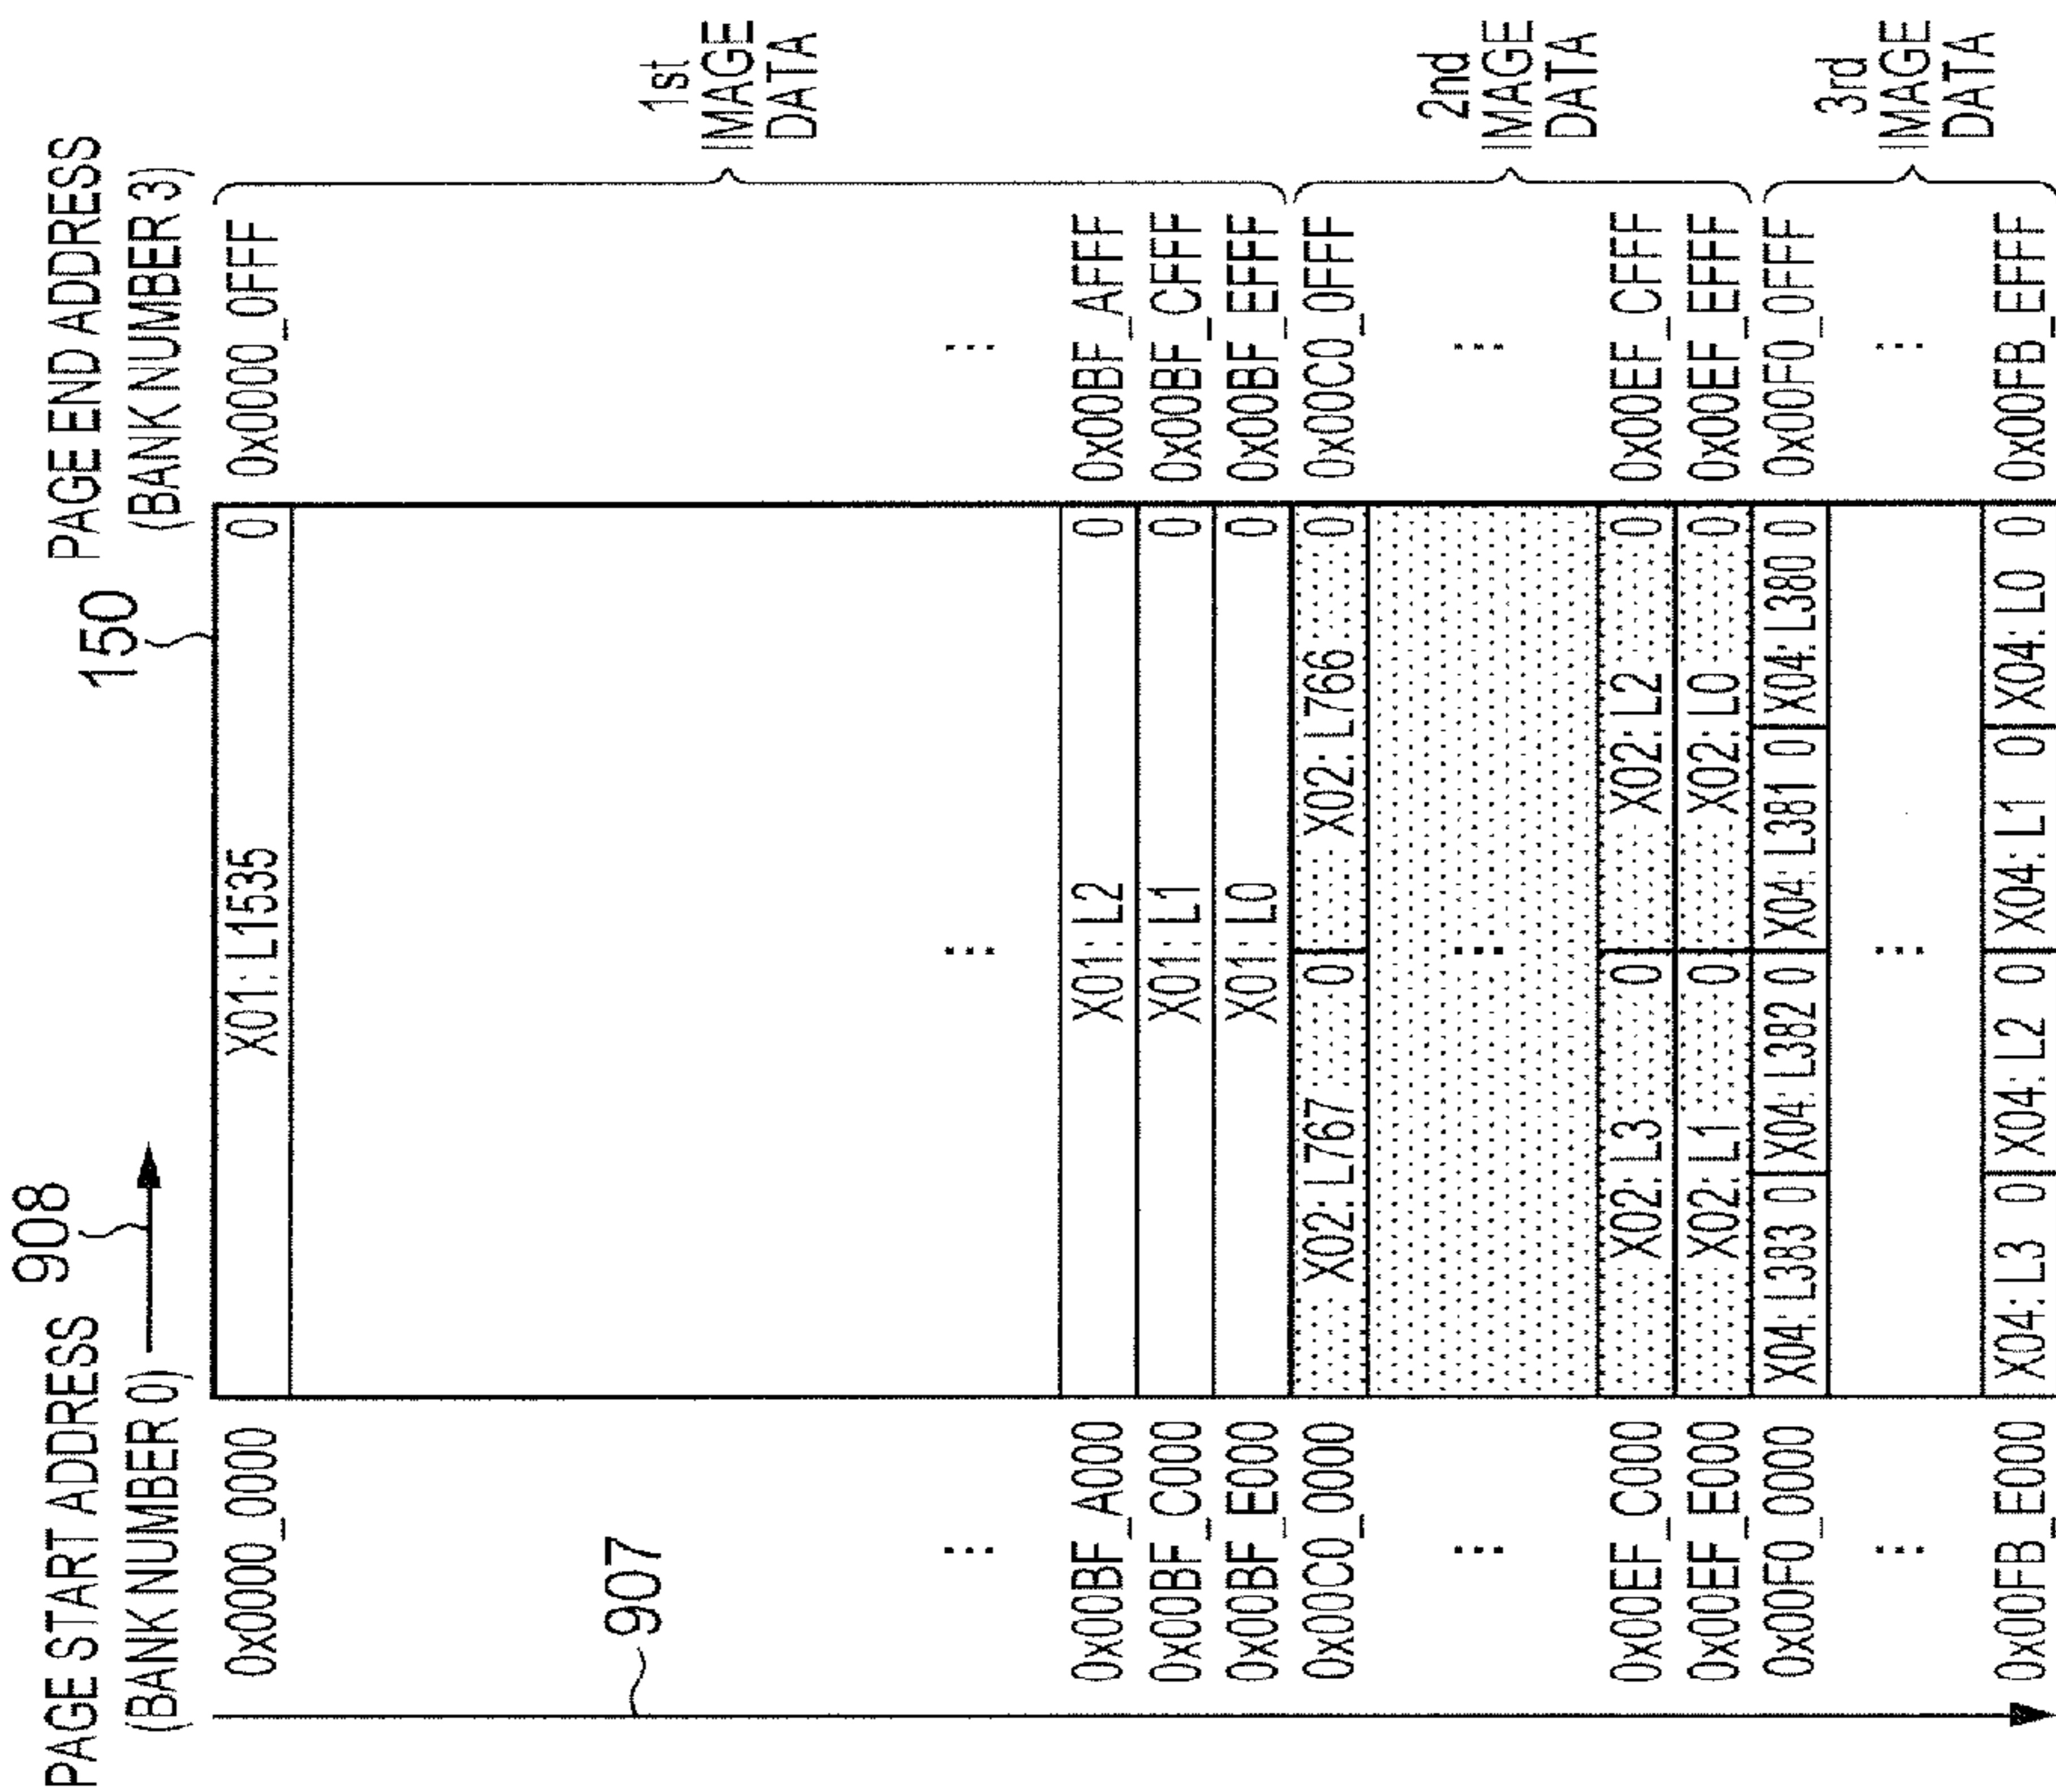 PAGE START ADDRESS
(BANK NUMBER 0)
908
150
PAGE END ADDRESS
(BANK NUMBER 3)
907
0x0000_0000 X01: L1535 0 0x0000_0FFF
... ... ...
0x00BF_A000 X01: L2 0 0x00BF_AFFF
0x00BF_C000 X01: L1 0 0x00BF_CFFF
0x00BF_E000 X01: L0 0 0x00BF_EFFF
1st
IMAGE
DATA
0x00C0_0000 X02: L767 0 X02: L766 0 0x00C0_0FFF
... ... ...
0x00EF_C000 X02: L3 0 X02: L2 0 0x00EF_CFFF
0x00EF_E000 X02: L1 0 X02: L0 0 0x00EF_EFFF
2nd
IMAGE
DATA
0x00F0_0000 X04: L383 0 X04: L382 0 X04: L381 0 X04: L380 0 0x00F0_0FFF
... ... ...
0x00FB_E000 X04: L3 0 X04: L2 0 X04: L1 0 X04: L0 0 0x00FB_EFFF
3rd
IMAGE
DATA